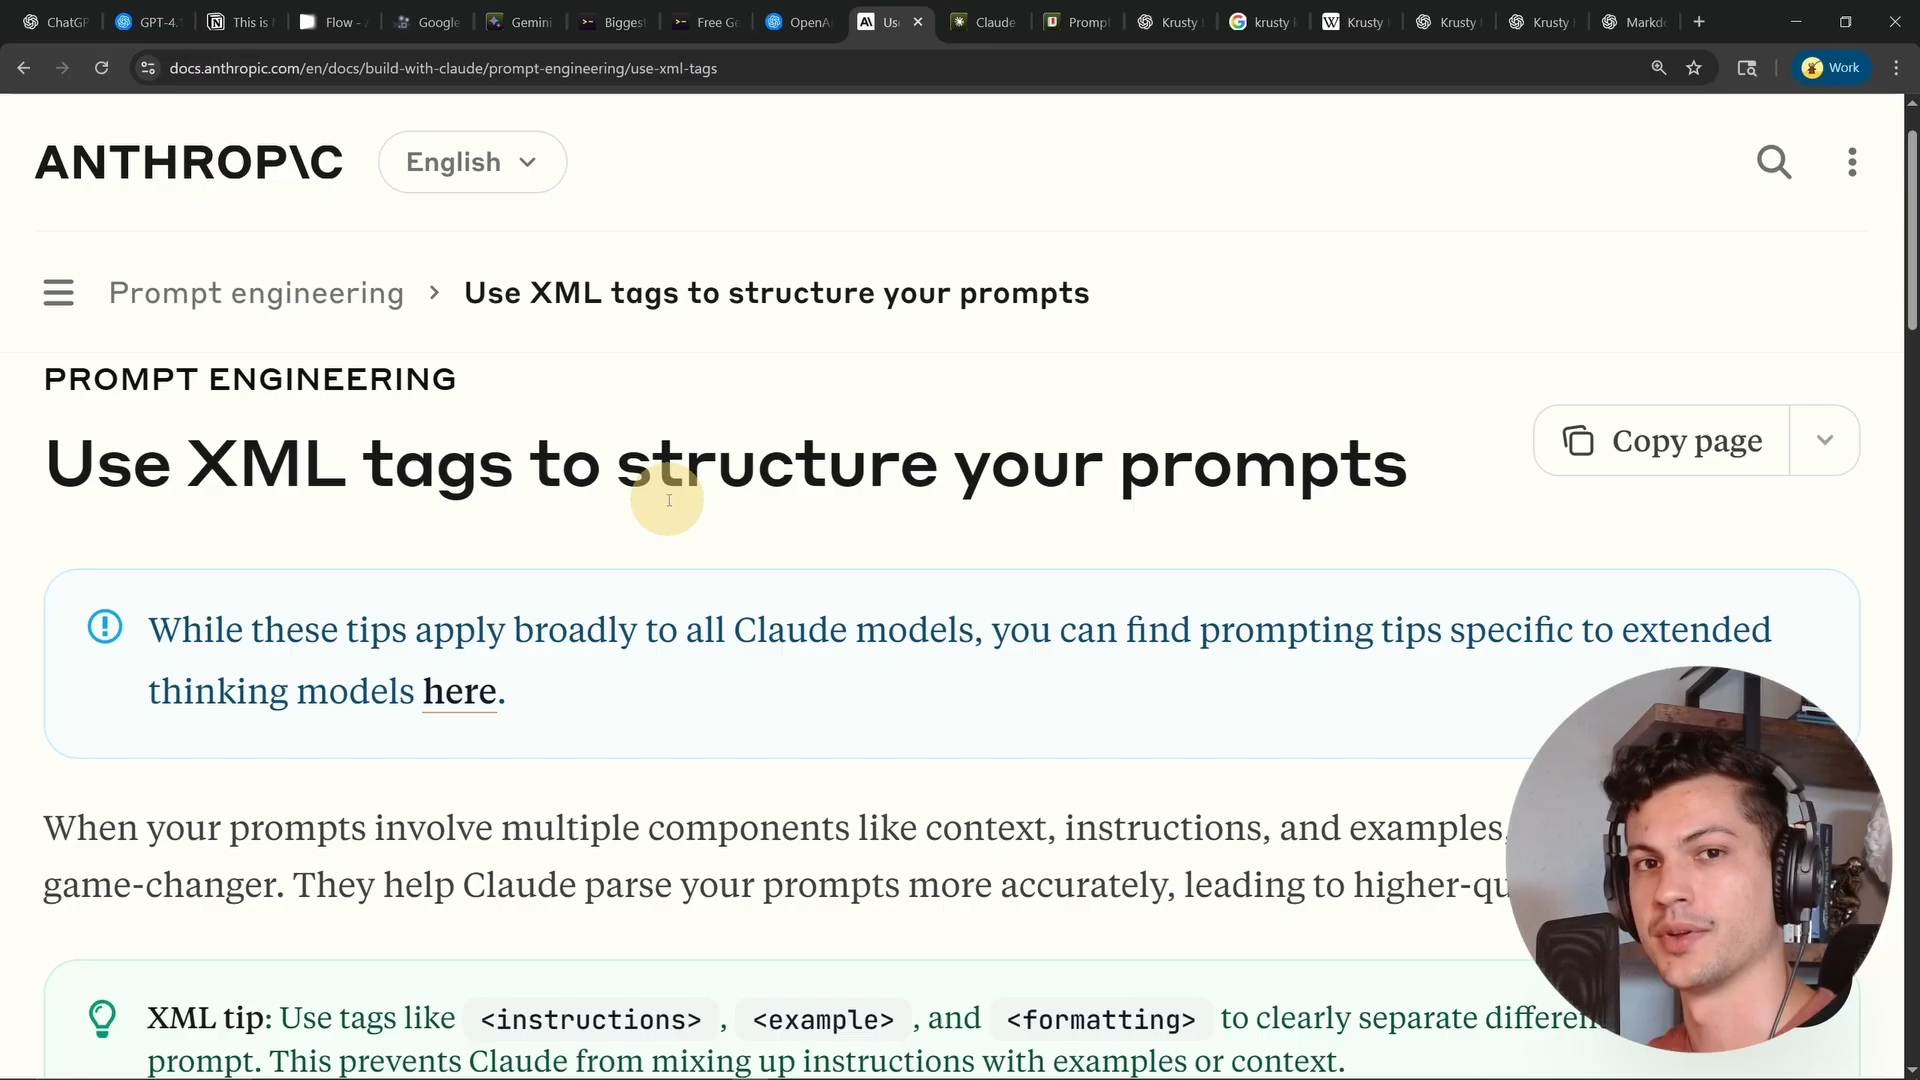 ChatGP
GPT-4.
This is
Flow -
Google
Gemini
Biggest
Free Ge
OpenA
Us
Claude
Prompt
Krusty
krusty
Krusty
Krusty
Krusty
Markdo
docs.anthropic.com/en/docs/build-with-claude/prompt-engineering/use-xml-tags
Work
ANTHROP\C
English
Prompt engineering > Use XML tags to structure your prompts
PROMPT ENGINEERING
Use XML tags to structure your prompts
Copy page
While these tips apply broadly to all Claude models, you can find prompting tips specific to extended
thinking models here.
When your prompts involve multiple components like context, instructions, and examples,
game-changer. They help Claude parse your prompts more accurately, leading to higher-qu
XML tip: Use tags like <instructions> , <example> , and <formatting> to clearly separate differen
prompt. This prevents Claude from mixing up instructions with examples or context.